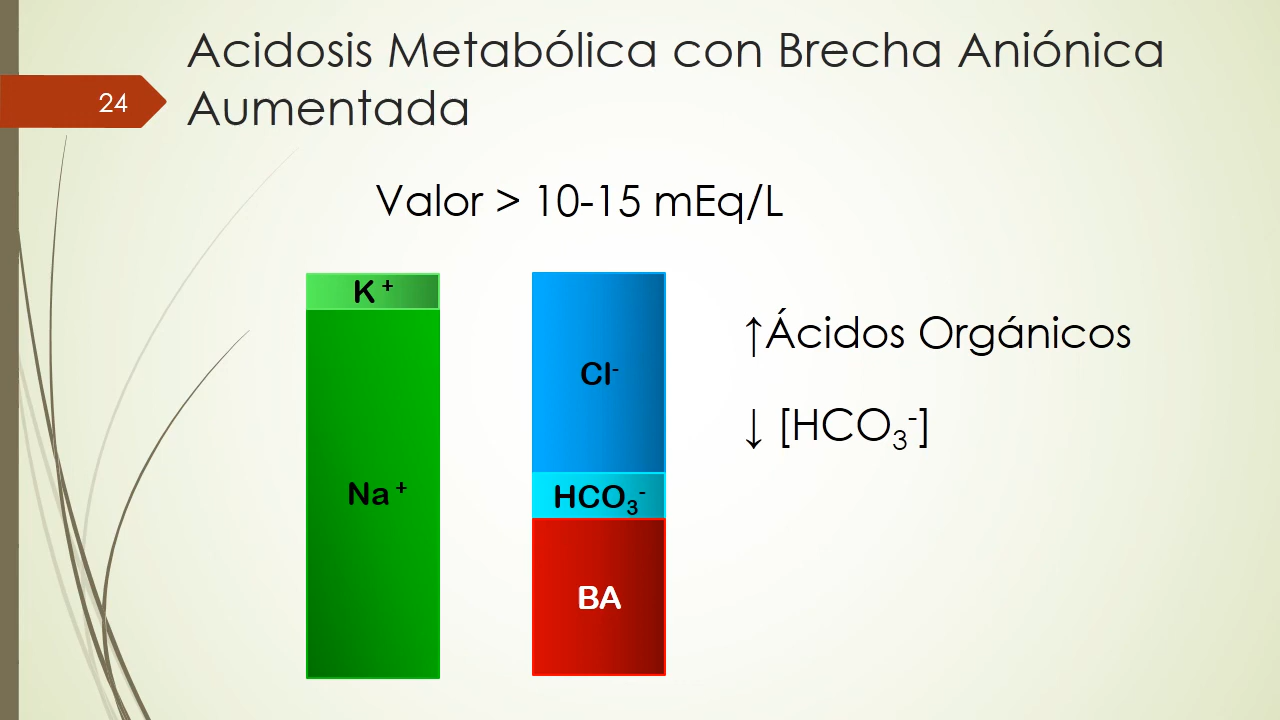 Acidosis Metabólica con Brecha Aniónica
Aumentada
24
Valor > 10-15 mEq/L
K⁺
Na⁺
Cl⁻
HCO₃⁻
BA
↑Ácidos Orgánicos
↓ [HCO₃⁻]